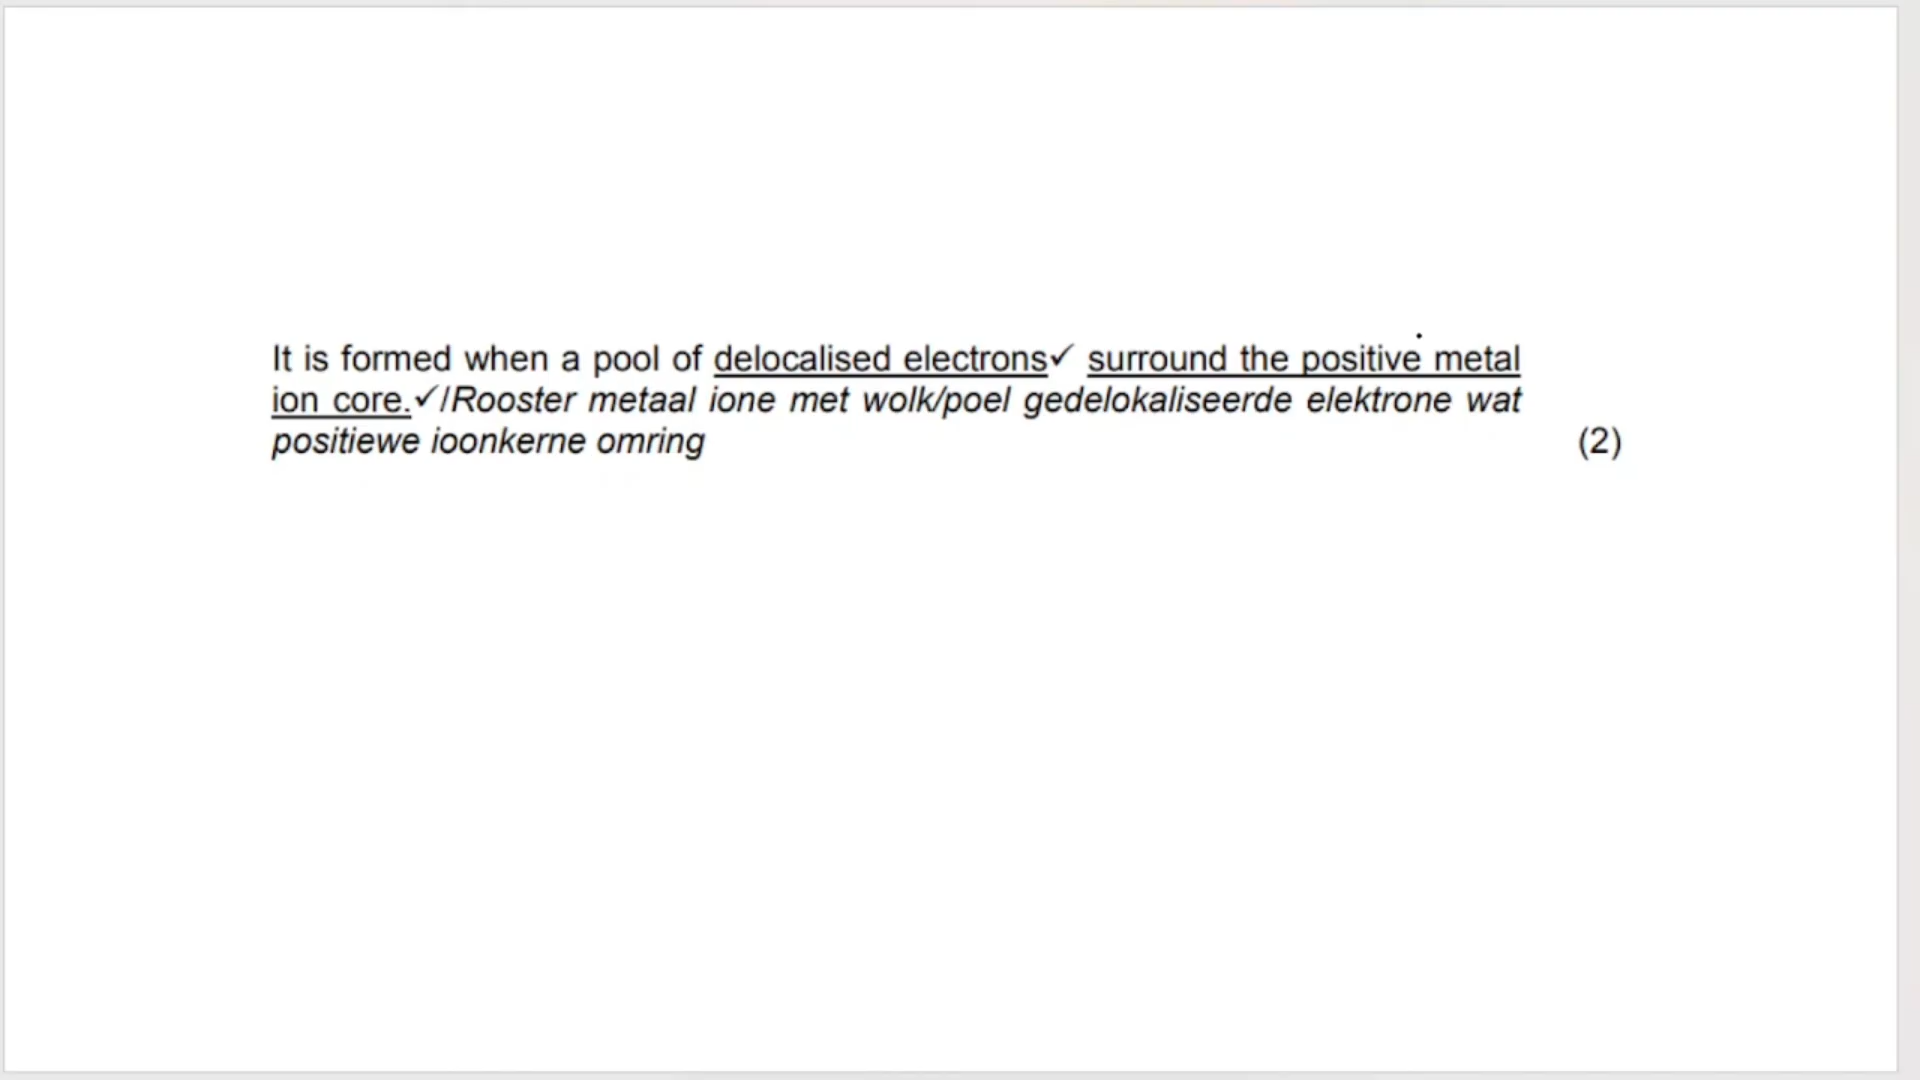 It is formed when a pool of delocalised electrons✓ surround the positive metal
ion core.✓/Rooster metaal ione met wolk/poel gedelokaliseerde elektrone wat
positiewe ioonkerne omring (2)